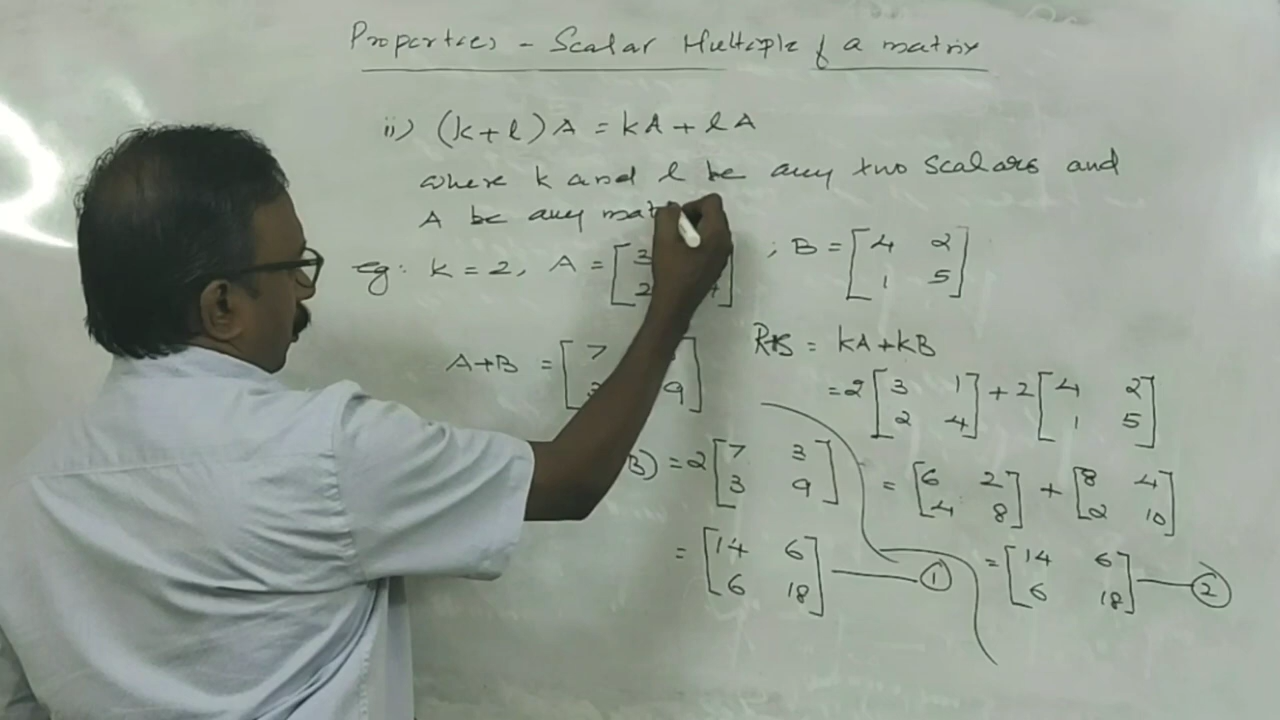 Properties - Scalar Multiple of a matrix
ii) (k+l)A = kA + lA
where k and l be any two scalars and
A be any mat
eg: k = 2, A = [3
2 4] ; B = [4 2
1 5]
A+B = [7
3 9]
B) = 2[7 3
3 9]
= [14 6
6 18] ①
RHS = kA+kB
= 2[3 1
2 4] + 2[4 2
1 5]
= [6 2
4 8] + [8 4
2 10]
= [14 6
6 18] ②